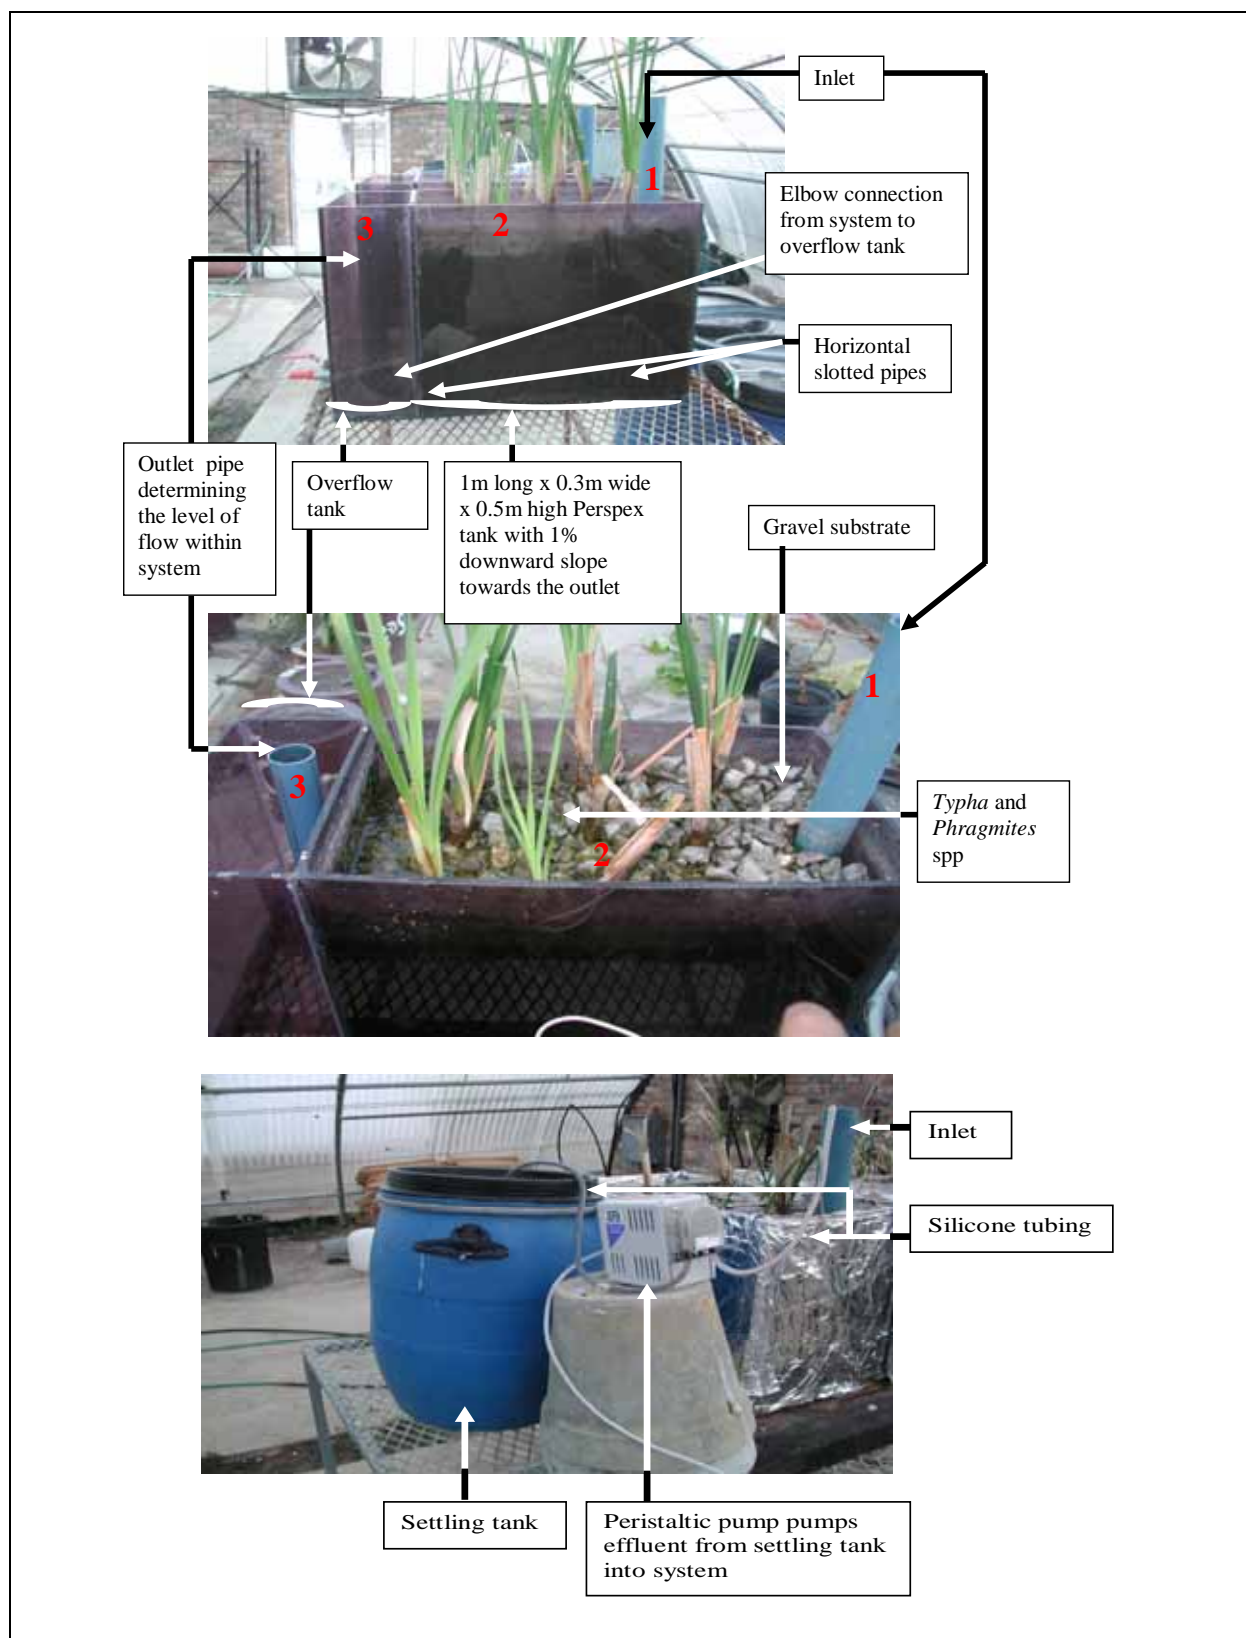 Inlet
1
Elbow connection
from system to
overflow tank
2
3
Horizontal
slotted pipes
Outlet pipe
determining
the level of
flow within
system
Overflow
tank
1m long x 0.3m wide
x 0.5m high Perspex
tank with 1%
downward slope
towards the outlet
Gravel substrate
1
3
Typha and
Phragmites
spp
2
Inlet
Silicone tubing
Settling tank
Peristaltic pump pumps
effluent from settling tank
into system